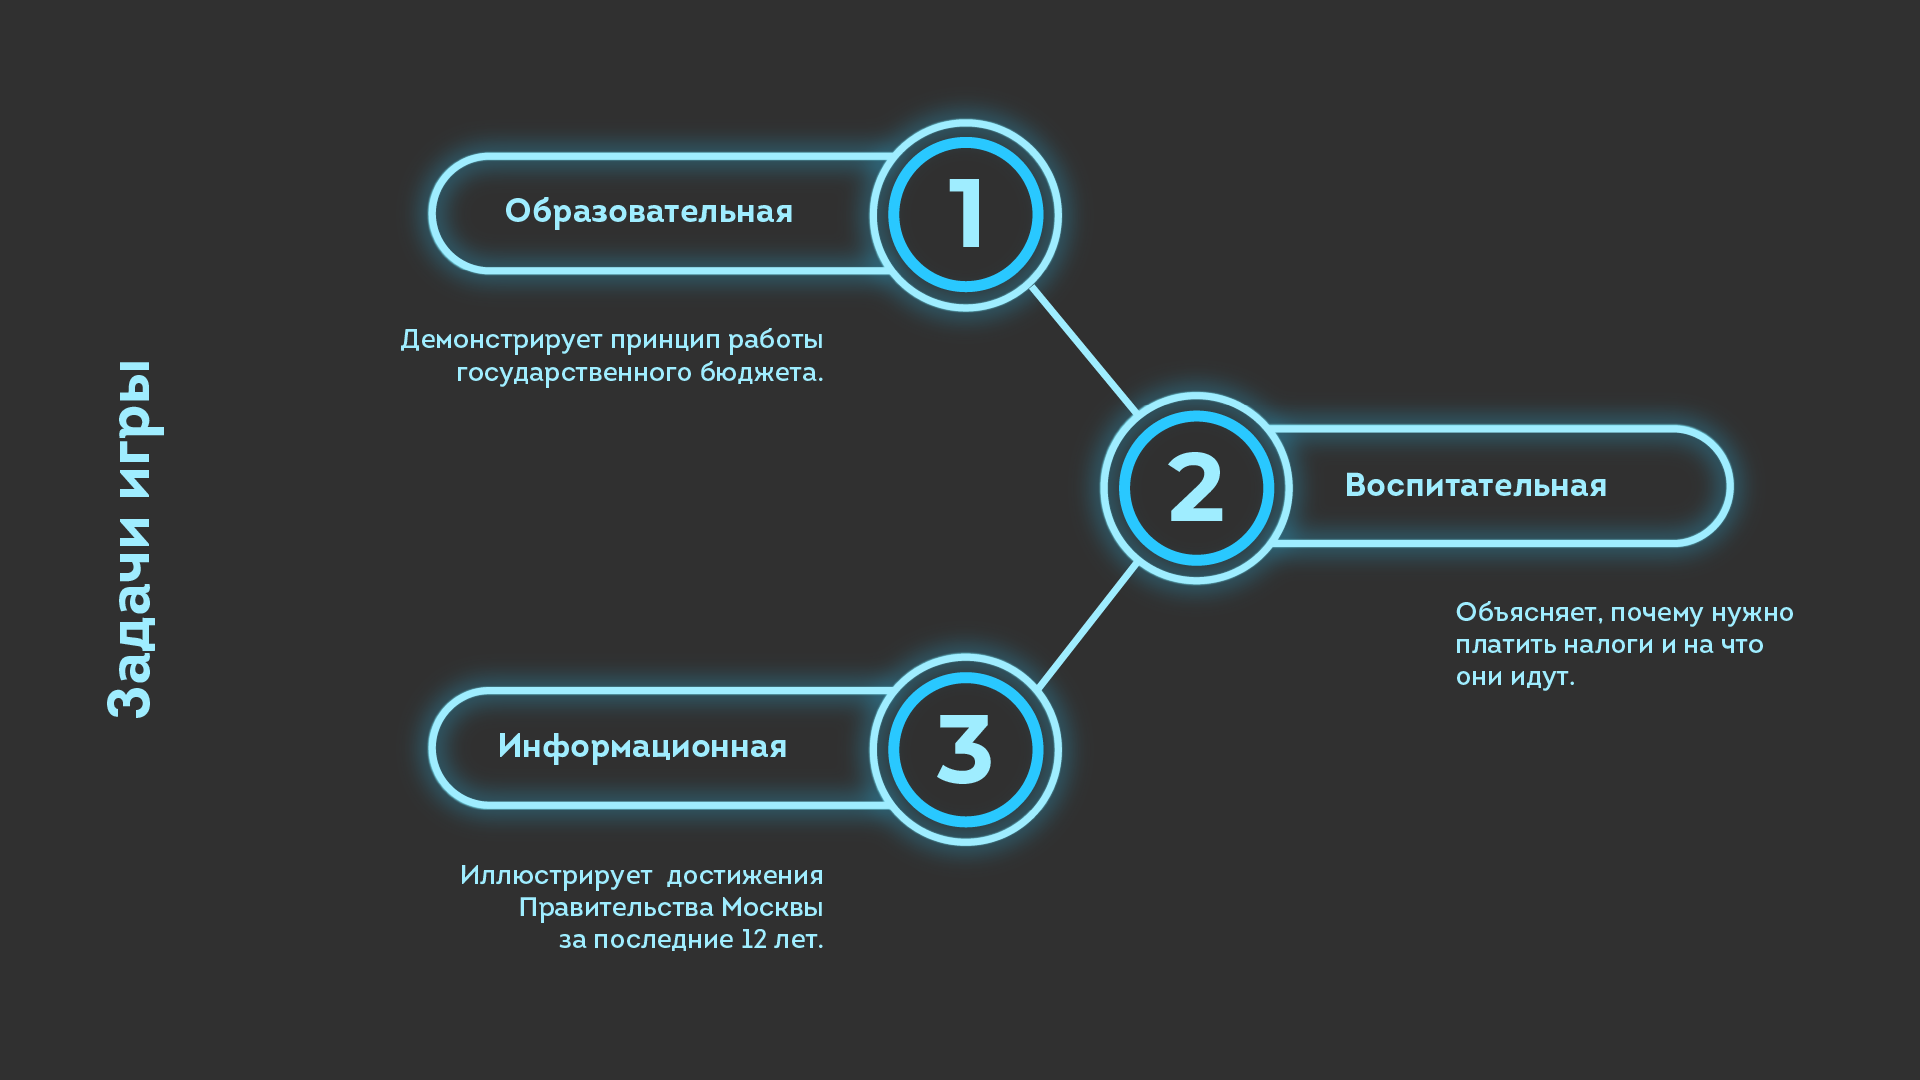 Задачи игры
1
Образовательная
Демонстрирует принцип работы
государственного бюджета.
2
Воспитательная
Объясняет, почему нужно
платить налоги и на что
они идут.
3
Информационная
Иллюстрирует достижения
Правительства Москвы
за последние 12 лет.